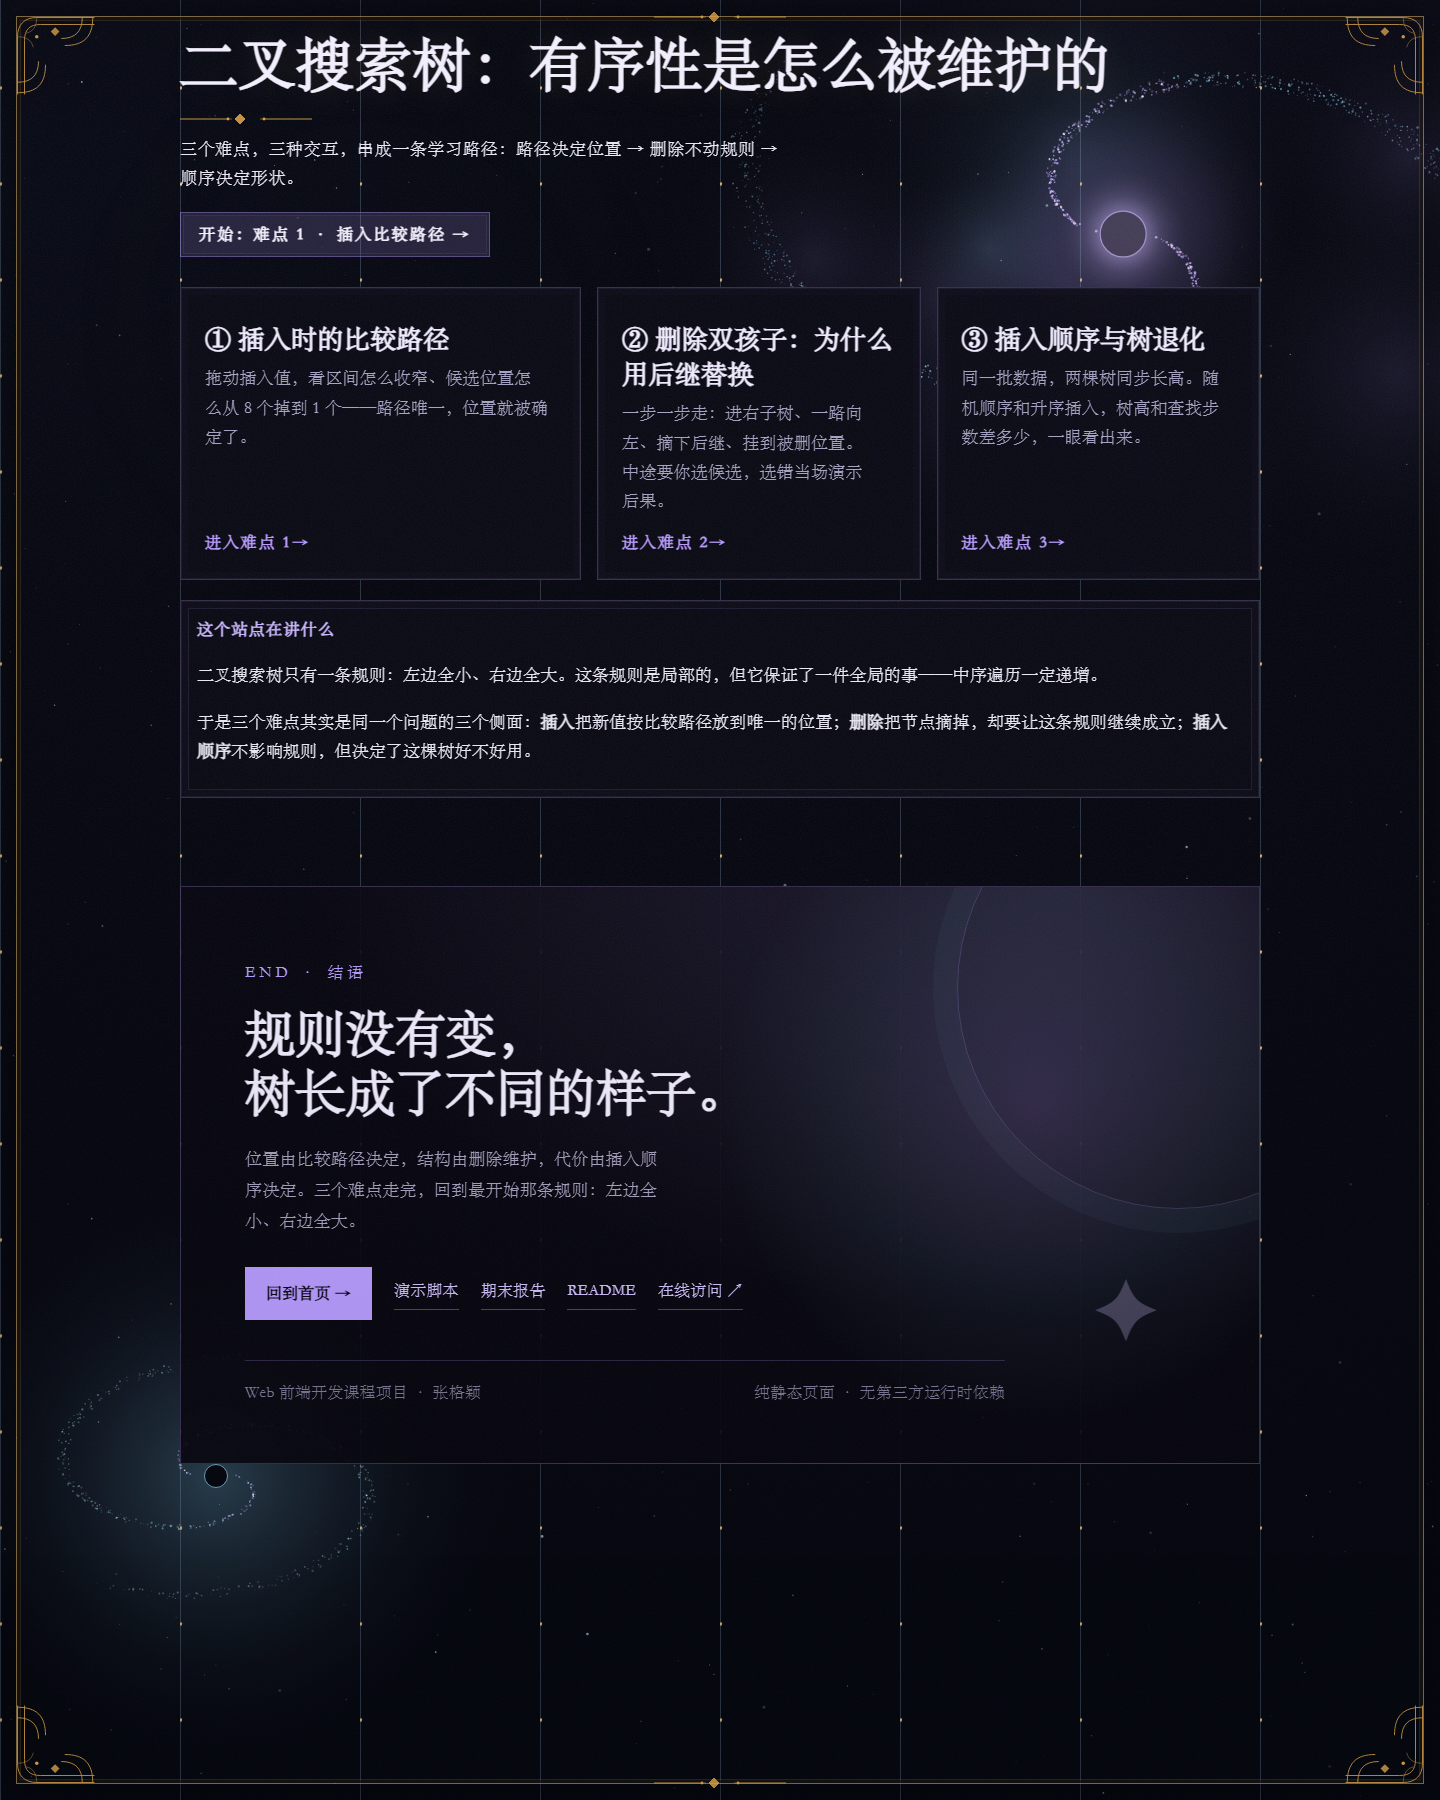 二叉搜索树：有序性是怎么被维护的
三个难点，三种交互，串成一条学习路径：路径决定位置 → 删除不动规则 →
顺序决定形状。
开始：难点 1 · 插入比较路径 →
① 插入时的比较路径
拖动插入值，看区间怎么收窄、候选位置怎
么从 8 个掉到 1 个——路径唯一，位置就被确
定了。
进入难点 1→
② 删除双孩子：为什么
用后继替换
一步一步走：进右子树、一路向
左、摘下后继、挂到被删位置。
中途要你选候选，选错当场演示
后果。
进入难点 2→
③ 插入顺序与树退化
同一批数据，两棵树同步长高。随
机顺序和升序插入，树高和查找步
数差多少，一眼看出来。
进入难点 3→
这个站点在讲什么
二叉搜索树只有一条规则：左边全小、右边全大。这条规则是局部的，但它保证了一件全局的事——中序遍历一定递增。
于是三个难点其实是同一个问题的三个侧面：插入把新值按比较路径放到唯一的位置；删除把节点摘掉，却要让这条规则继续成立；插入
顺序不影响规则，但决定了这棵树好不好用。
END · 结语
规则没有变，
树长成了不同的样子。
位置由比较路径决定，结构由删除维护，代价由插入顺
序决定。三个难点走完，回到最开始那条规则：左边全
小、右边全大。
回到首页 → 演示脚本 期末报告 README 在线访问 ↗
Web 前端开发课程项目 · 张格颖 纯静态页面 · 无第三方运行时依赖